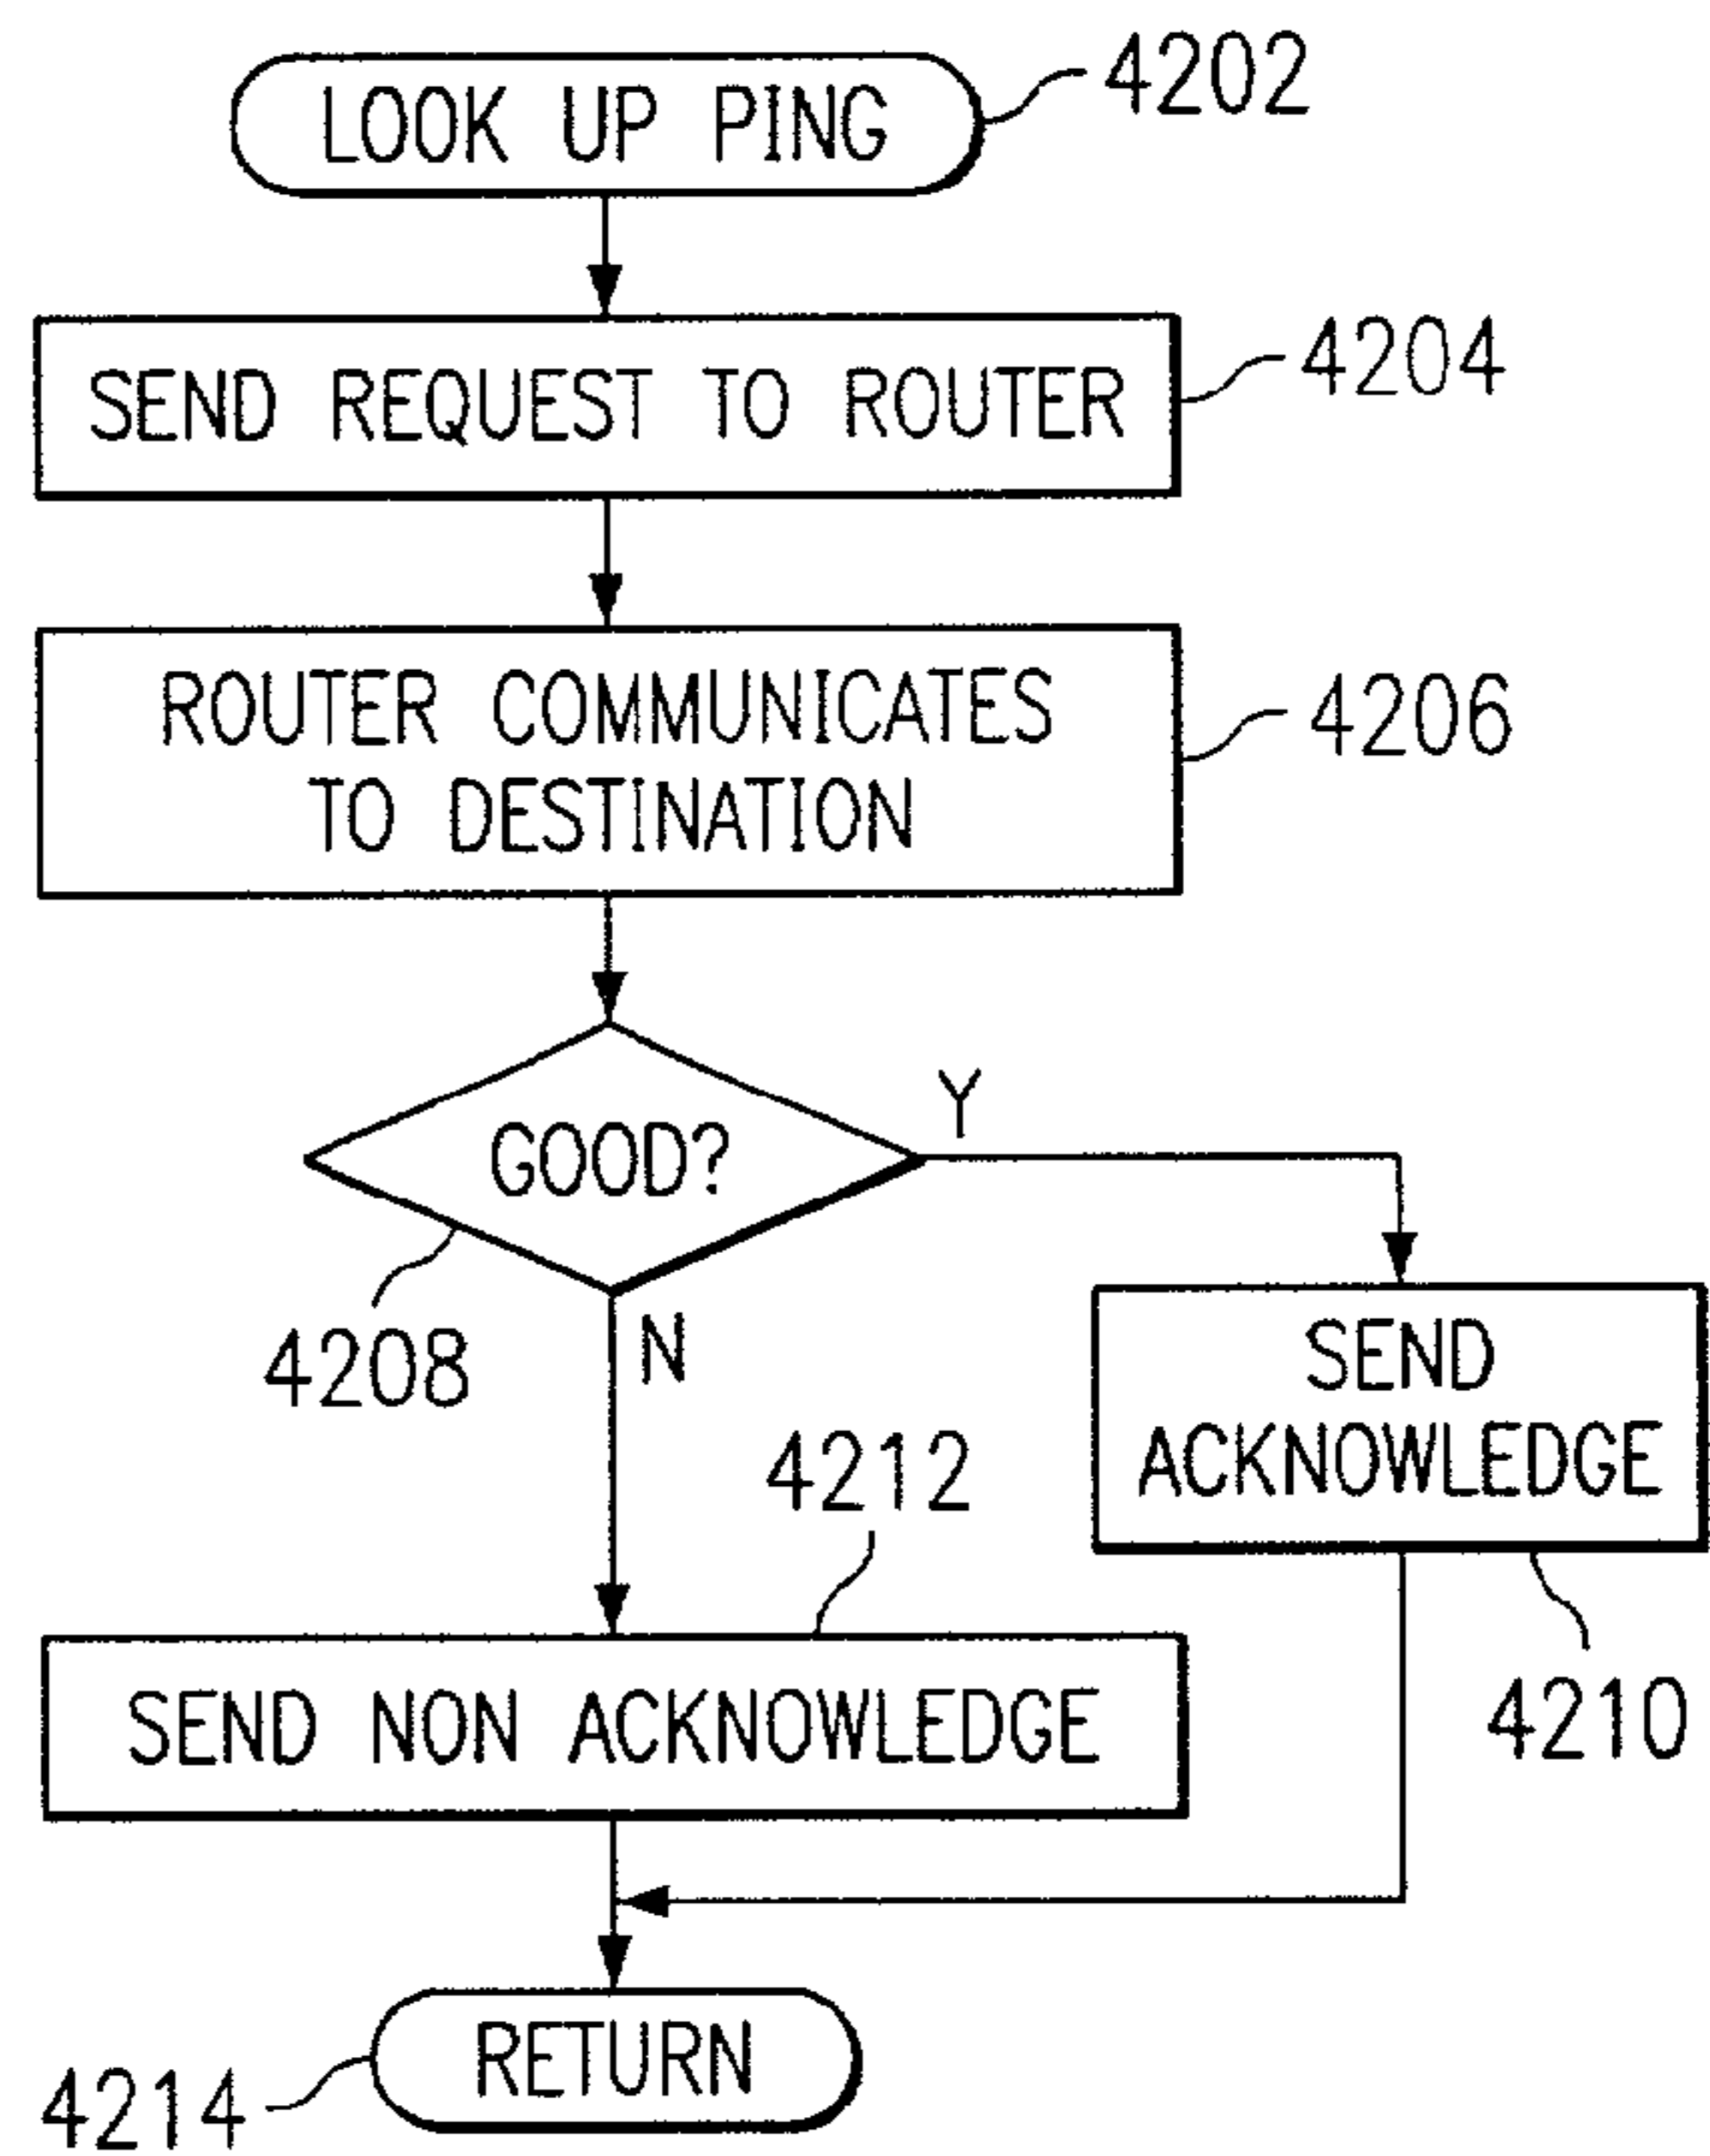 LOOK UP PING
4202
SEND REQUEST TO ROUTER
4204
ROUTER COMMUNICATES
TO DESTINATION
4206
GOOD?
Y
4208
N
SEND
ACKNOWLEDGE
4212
4210
SEND NON ACKNOWLEDGE
RETURN
4214